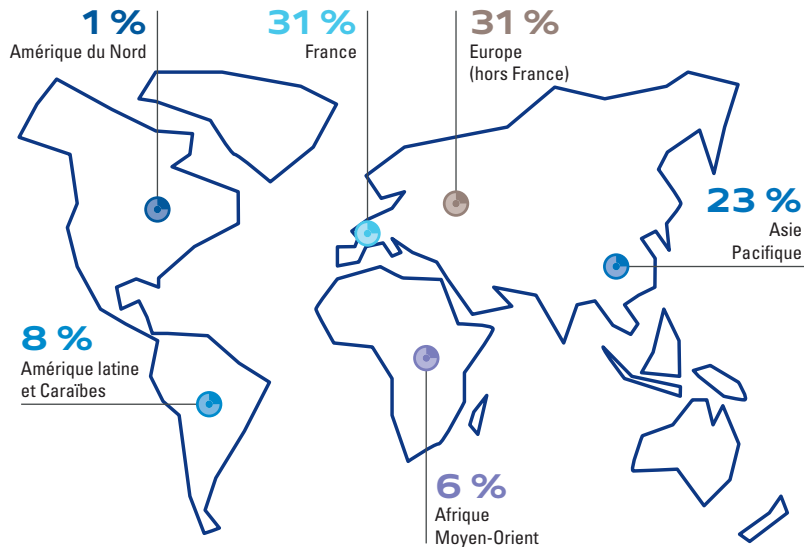 1 %
Amérique du Nord
31 %
France
31 %
Europe
(hors France)
23 %
Asie
Pacifique
8 %
Amérique latine
et Caraïbes
6 %
Afrique
Moyen-Orient